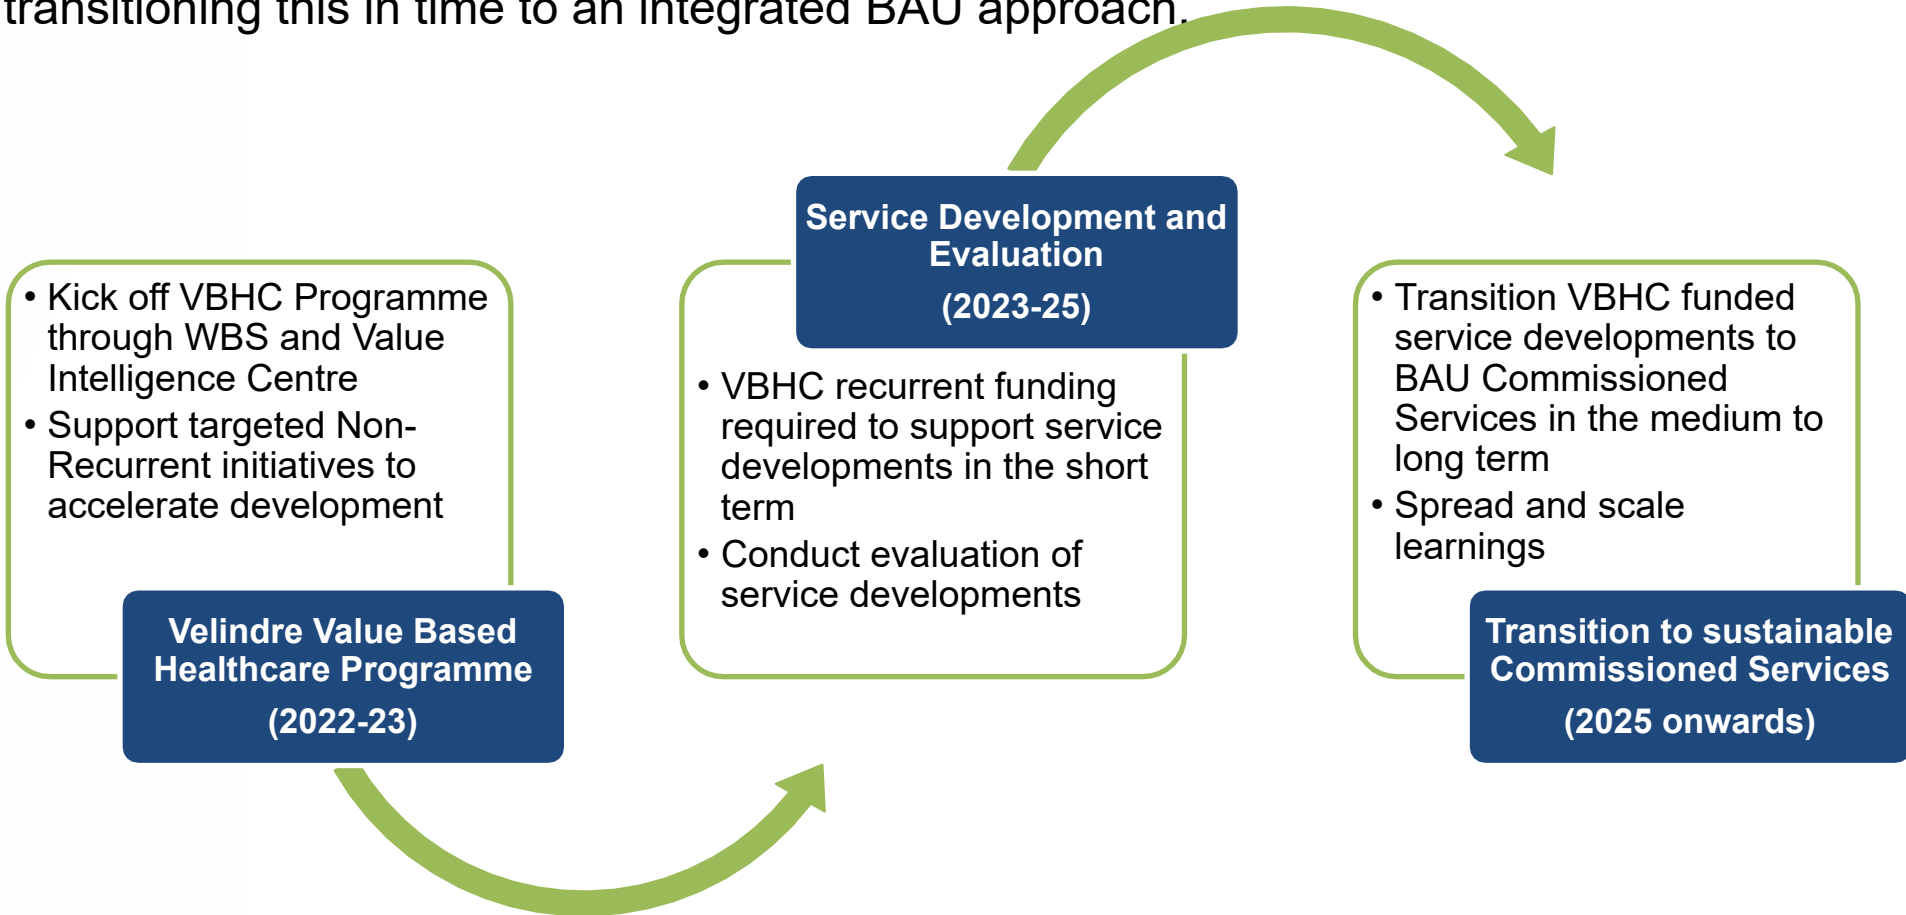 transitioning this in time to an integrated BAU approach.
• Kick off VBHC Programme
through WBS and Value
Intelligence Centre
• Support targeted Non-
Recurrent initiatives to
accelerate development
Velindre Value Based
Healthcare Programme
(2022-23)
Service Development and
Evaluation
(2023-25)
• VBHC recurrent funding
required to support service
developments in the short
term
• Conduct evaluation of
service developments
• Transition VBHC funded
service developments to
BAU Commissioned
Services in the medium to
long term
• Spread and scale
learnings
Transition to sustainable
Commissioned Services
(2025 onwards)